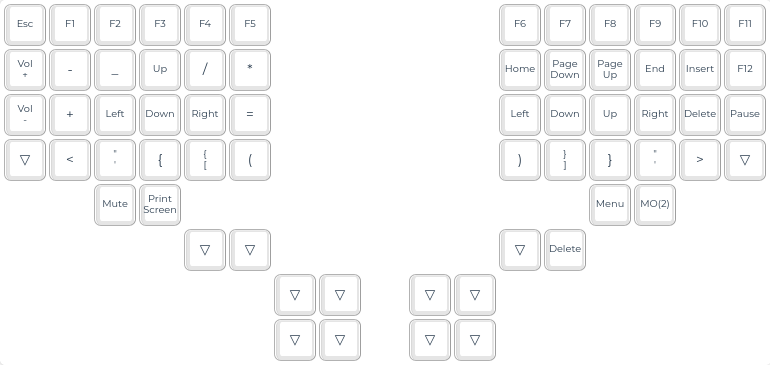 Esc F1 F2 F3 F4 F5 F6 F7 F8 F9 F10 F11
Vol + - _ Up / * Home Page Down Page Up End Insert F12
Vol - + Left Down Right = Left Down Up Right Delete Pause
▽ < " ' { { [ ( ) } ] } " ' > ▽
Mute Print Screen Menu MO(2)
▽ ▽ ▽ Delete
▽ ▽ ▽ ▽
▽ ▽ ▽ ▽